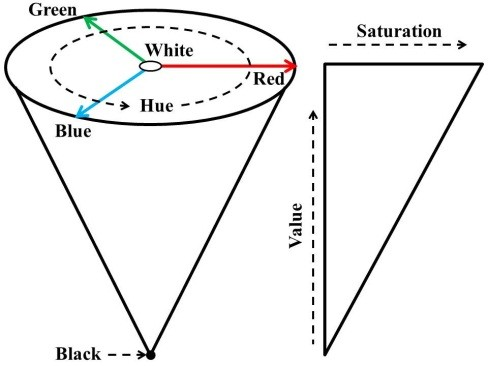 Green
White
Red
Hue
Blue
Black
Saturation
Value